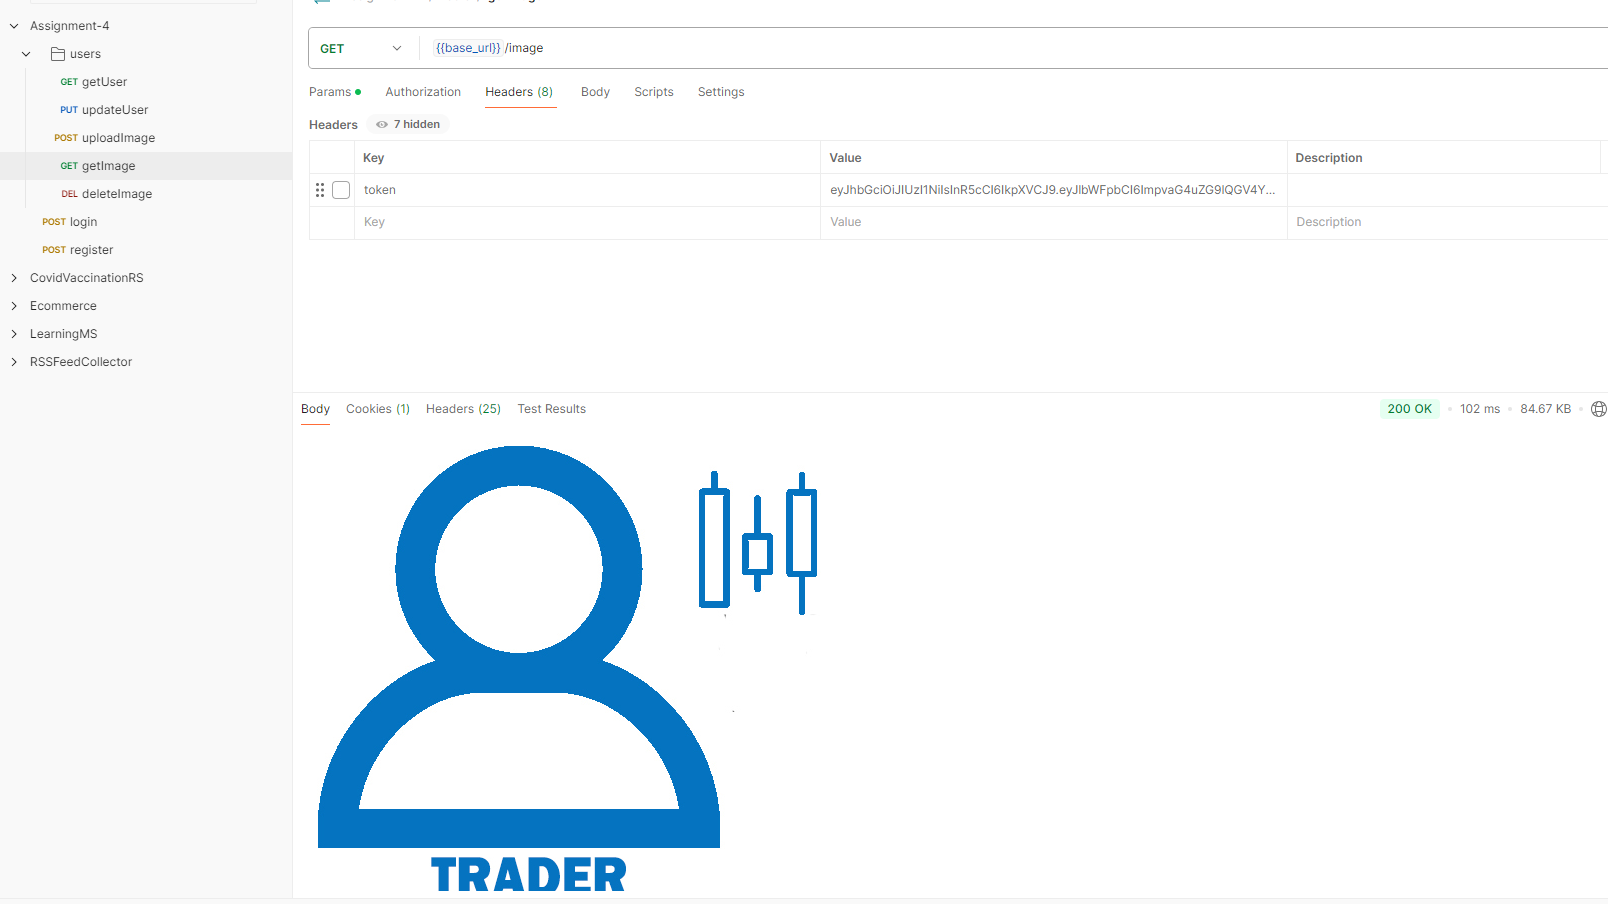 Assignment-4
users
GET getUser
PUT updateUser
POST uploadImage
GET getImage
DEL deleteImage
POST login
POST register
CovidVaccinationRS
Ecommerce
LearningMS
RSSFeedCollector
GET {{base_url}} /image
Params Authorization Headers (8) Body Scripts Settings
Headers 7 hidden
Key Value Description
token
Key Value Description
Body Cookies (1) Headers (25) Test Results 200 OK 102 ms 84.67 KB
TRADER